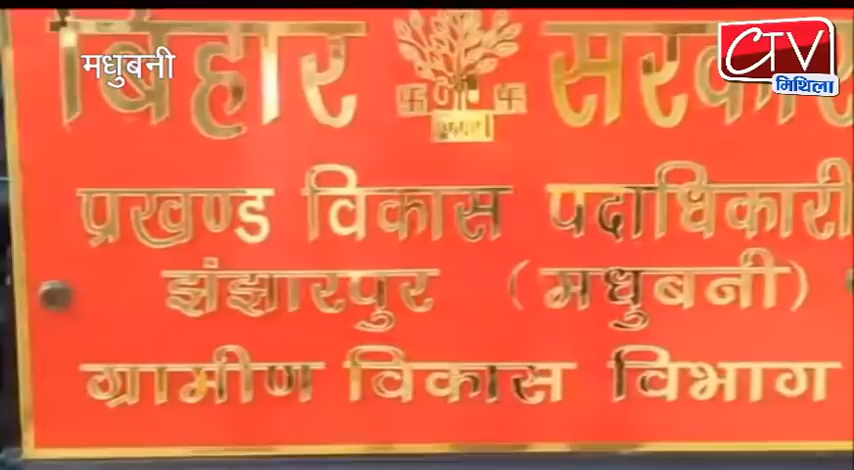 मधुबनी
CTV
मिथिला
बिहार सरकार
प्रखण्ड विकास पदाधिकारी
झंझारपुर (मधुबनी)
ग्रामीण विकास विभाग